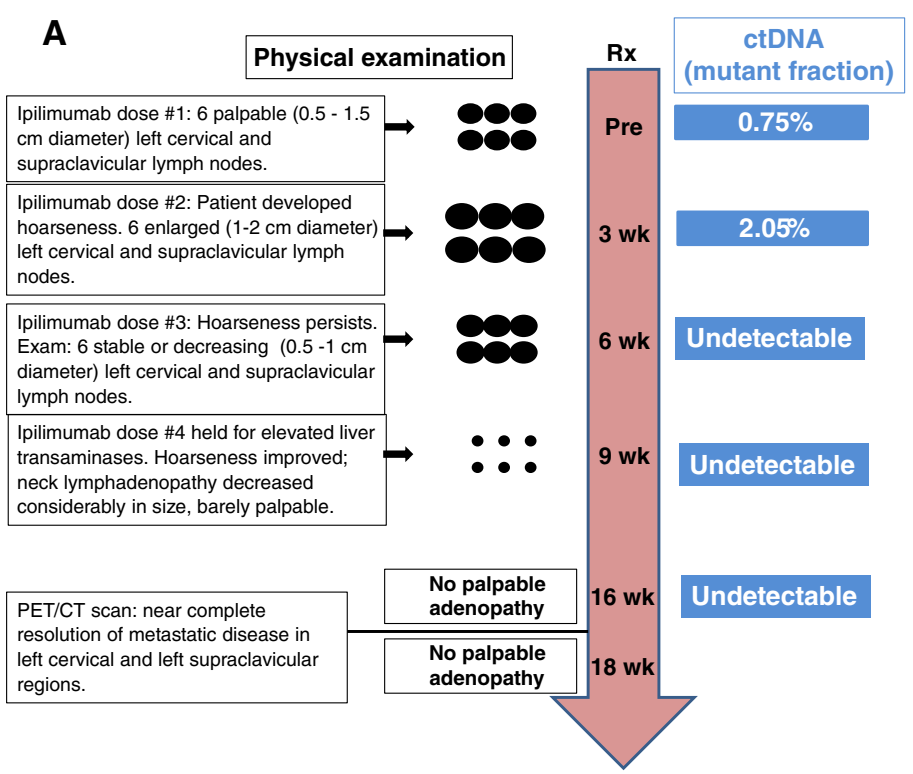 A
Physical examination
Rx
ctDNA
(mutant fraction)
Ipilimumab dose #1: 6 palpable (0.5 - 1.5
cm diameter) left cervical and
supraclavicular lymph nodes.
Pre
0.75%
Ipilimumab dose #2: Patient developed
hoarseness. 6 enlarged (1-2 cm diameter)
left cervical and supraclavicular lymph
nodes.
3 wk
2.05%
Ipilimumab dose #3: Hoarseness persists.
Exam: 6 stable or decreasing (0.5 -1 cm
diameter) left cervical and supraclavicular
lymph nodes.
6 wk
Undetectable
Ipilimumab dose #4 held for elevated liver
transaminases. Hoarseness improved;
neck lymphadenopathy decreased
considerably in size, barely palpable.
9 wk
Undetectable
No palpable
adenopathy
16 wk
Undetectable
PET/CT scan: near complete
resolution of metastatic disease in
left cervical and left supraclavicular
regions.
No palpable
adenopathy
18 wk